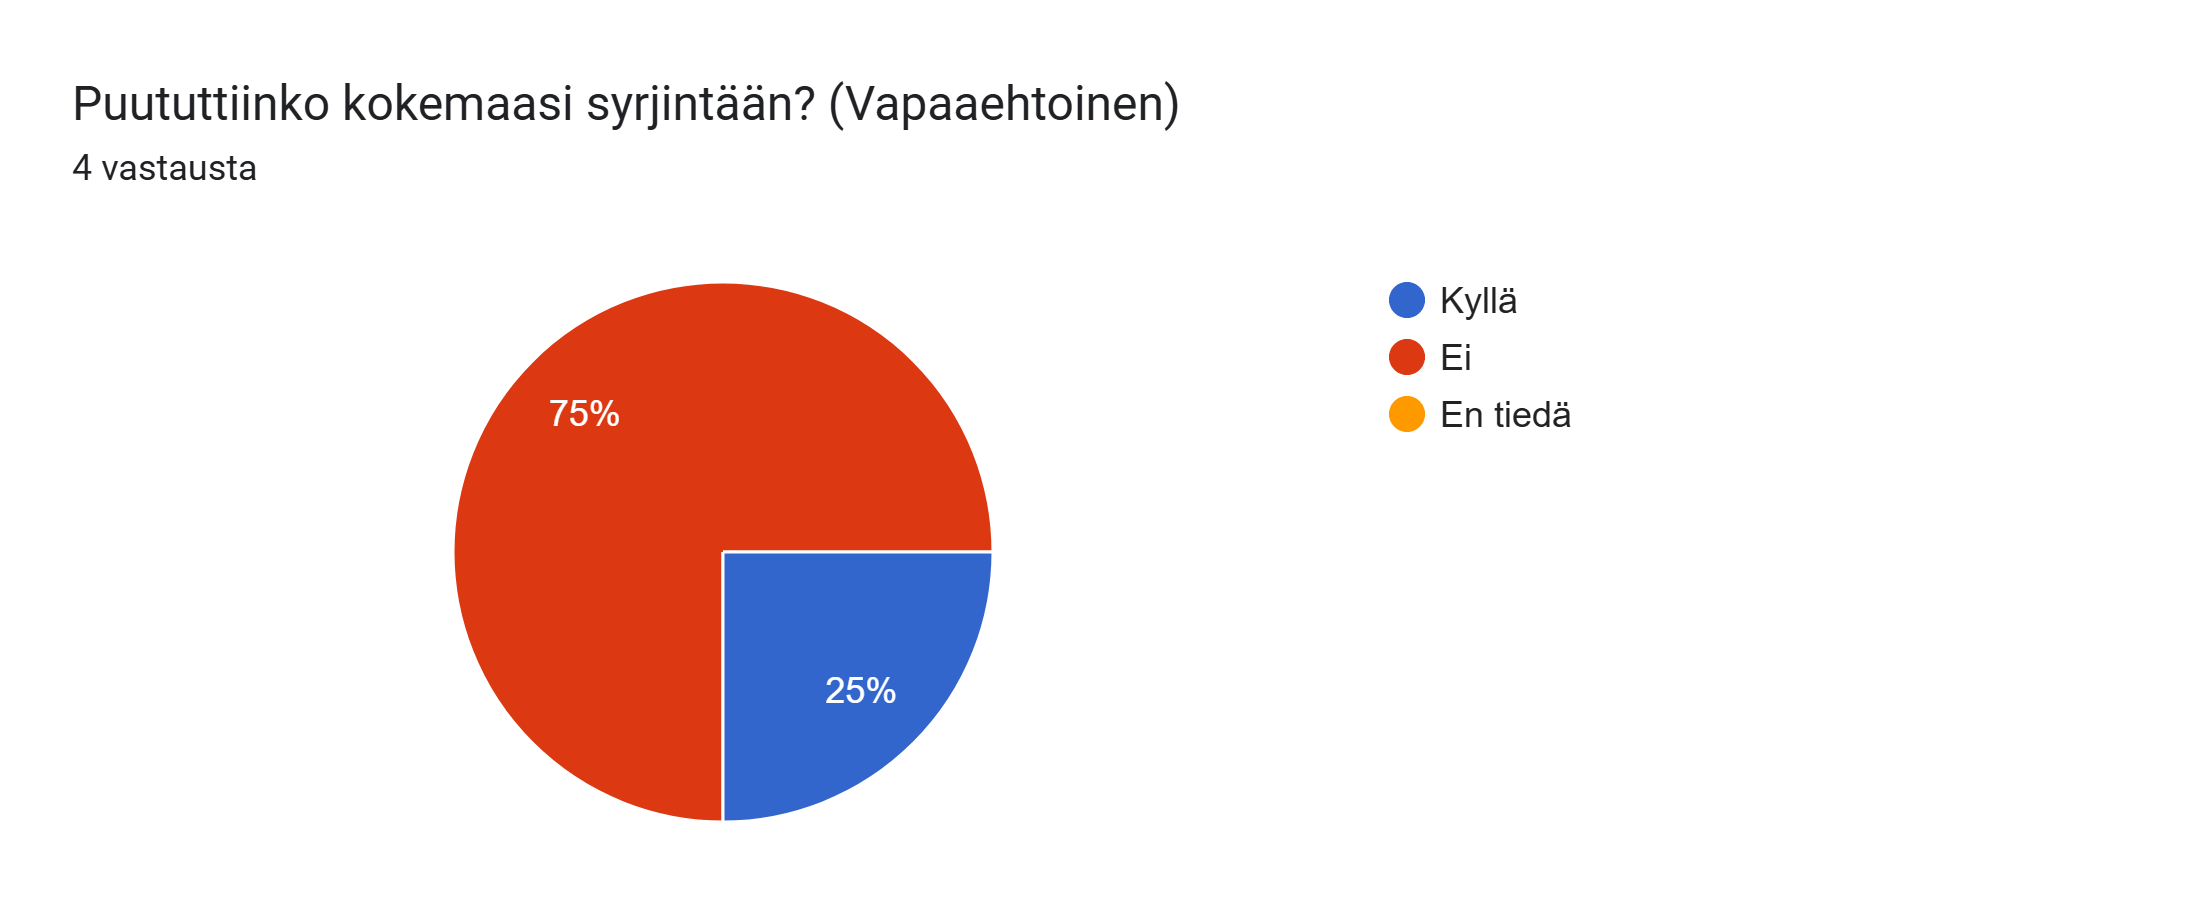 Puututtiinko kokemaasi syrjintään? (Vapaaehtoinen)
4 vastausta
Kyllä
Ei
En tiedä
75%
25%